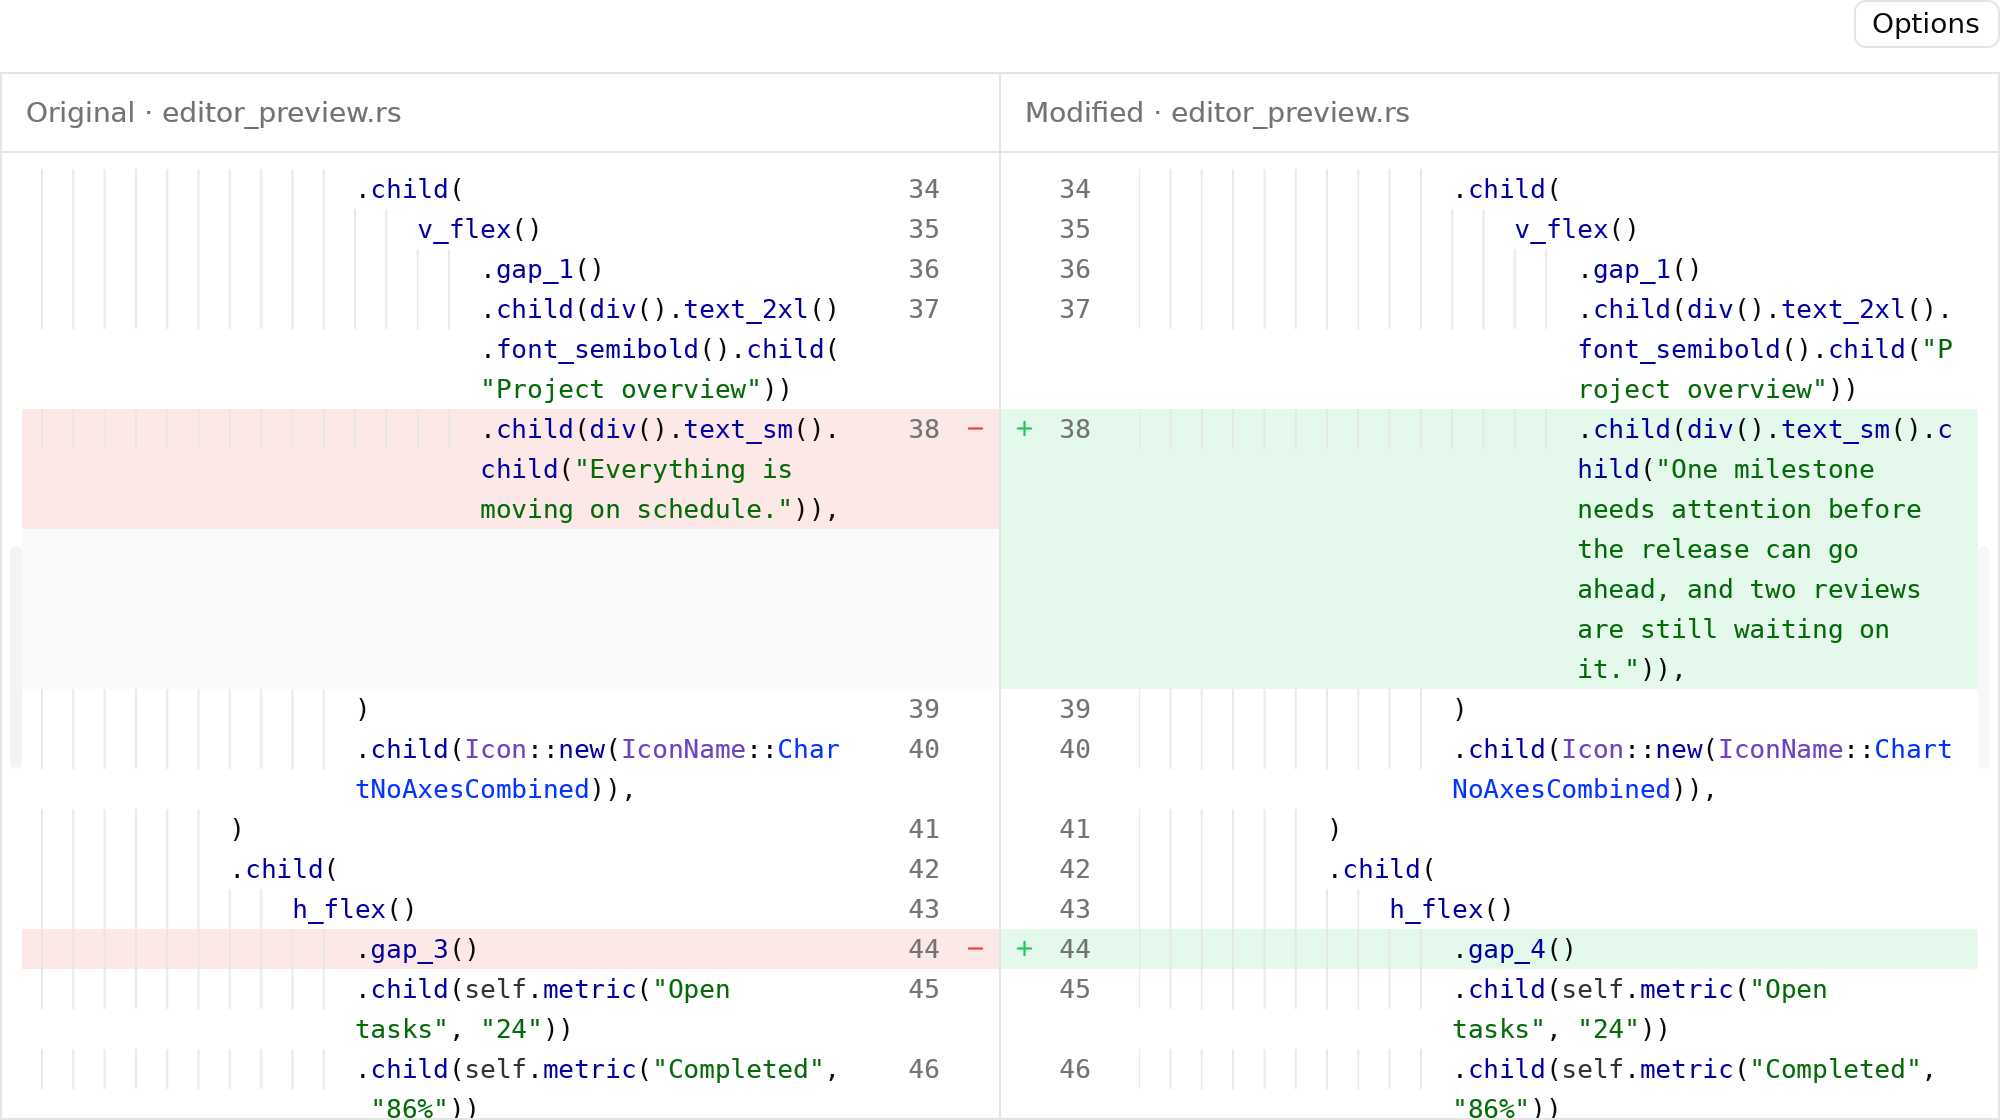 Options
Original · editor_preview.rs
.child( 34
v_flex() 35
.gap_1() 36
.child(div().text_2xl() 37
.font_semibold().child(
"Project overview"))
.child(div().text_sm(). 38 −
child("Everything is
moving on schedule.")),
) 39
.child(Icon::new(IconName::Char 40
tNoAxesCombined)),
) 41
.child( 42
h_flex() 43
.gap_3() 44 −
.child(self.metric("Open 45
tasks", "24"))
.child(self.metric("Completed", 46
"86%"))
Modified · editor_preview.rs
34 .child(
35 v_flex()
36 .gap_1()
37 .child(div().text_2xl().
font_semibold().child("P
roject overview"))
+ 38 .child(div().text_sm().c
hild("One milestone
needs attention before
the release can go
ahead, and two reviews
are still waiting on
it.")),
39 )
40 .child(Icon::new(IconName::Chart
NoAxesCombined)),
41 )
42 .child(
43 h_flex()
+ 44 .gap_4()
45 .child(self.metric("Open
tasks", "24"))
46 .child(self.metric("Completed",
"86%"))